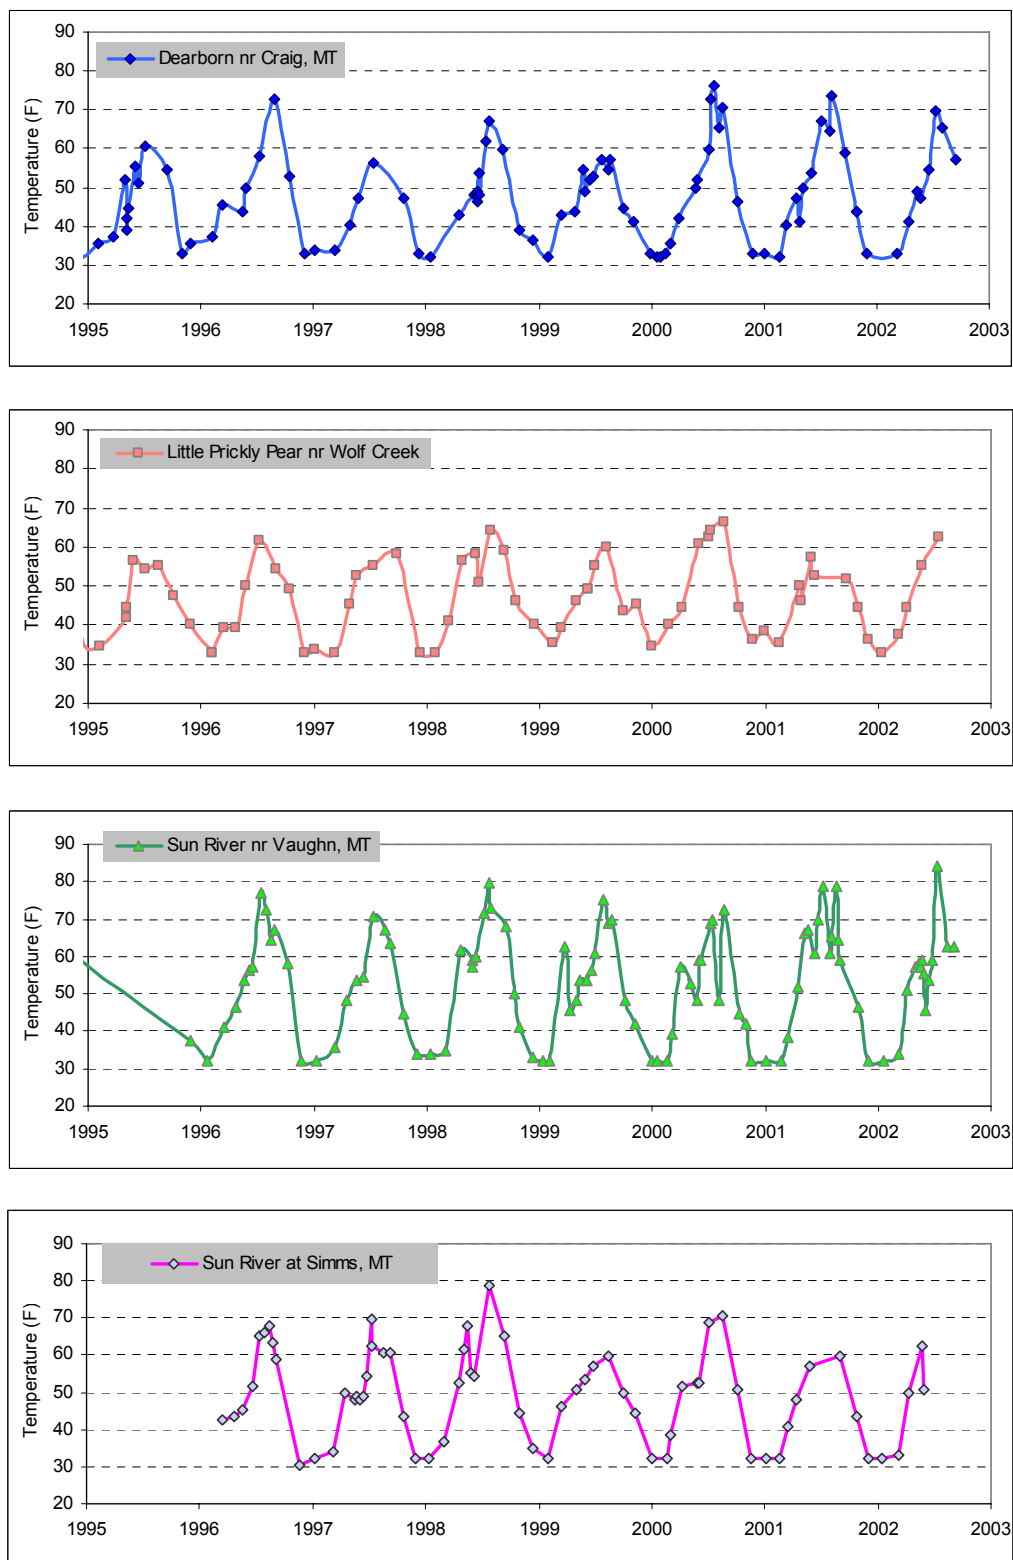 90
Dearborn nr Craig, MT
80
70
60
50
40
30
20
Temperature (F)
1995 1996 1997 1998 1999 2000 2001 2002 2003
90
Little Prickly Pear nr Wolf Creek
80
70
60
50
40
30
20
Temperature (F)
1995 1996 1997 1998 1999 2000 2001 2002 2003
90
Sun River nr Vaughn, MT
80
70
60
50
40
30
20
Temperature (F)
1995 1996 1997 1998 1999 2000 2001 2002 2003
90
Sun River at Simms, MT
80
70
60
50
40
30
20
Temperature (F)
1995 1996 1997 1998 1999 2000 2001 2002 2003